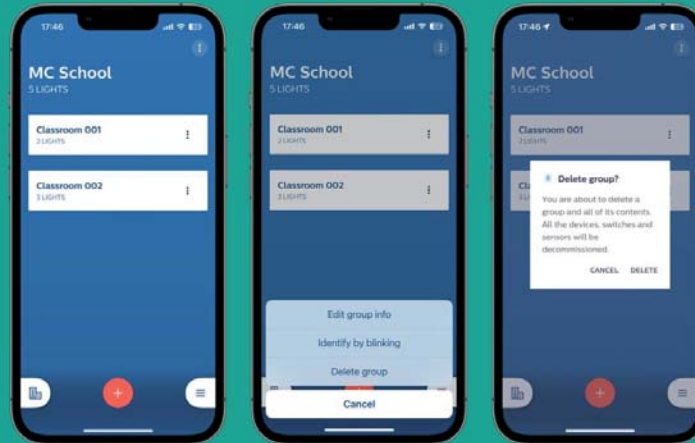 17:46
MC School
5 LIGHTS
Classroom 001
2 LIGHTS
Classroom 002
3 LIGHTS
17:46
MC School
5 LIGHTS
Classroom 001
2 LIGHTS
Classroom 002
3 LIGHTS
Edit group info
Identify by blinking
Delete group
Cancel
17:46
MC School
5 LIGHTS
Classroom 001
2 LIGHTS
Cla
3 LIGHTS
Delete group?
You are about to delete a
group and all of its contents.
All the devices, switches and
sensors will be
decommissioned.
CANCEL DELETE